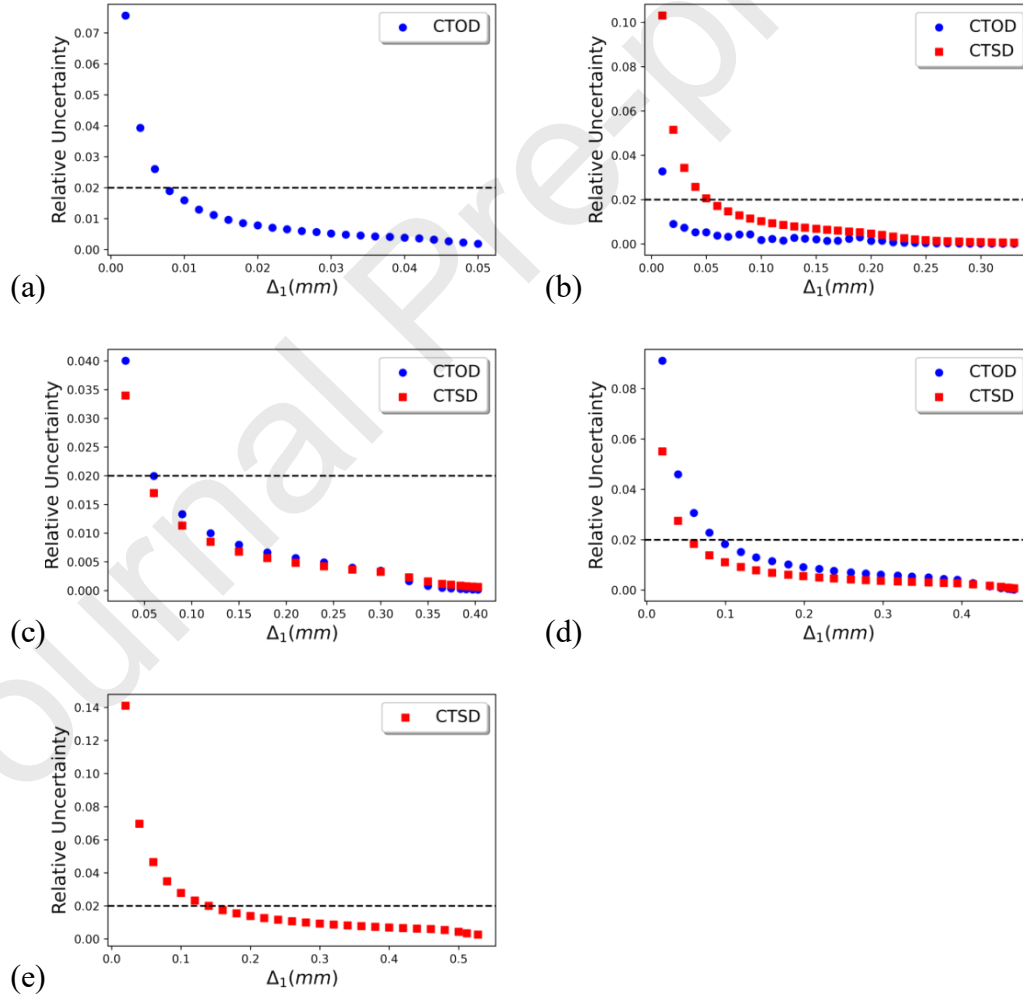 0.07
0.06
0.05
0.04
0.03
0.02
0.01
0.00
Relative Uncertainty
CTOD
0.00 0.01 0.02 0.03 0.04 0.05
Δ₁(mm)
(a)
0.10
0.08
0.06
0.04
0.02
0.00
Relative Uncertainty
CTOD
CTSD
0.00 0.05 0.10 0.15 0.20 0.25 0.30
Δ₁(mm)
(b)
0.040
0.035
0.030
0.025
0.020
0.015
0.010
0.005
0.000
Relative Uncertainty
CTOD
CTSD
0.05 0.10 0.15 0.20 0.25 0.30 0.35 0.40
Δ₁(mm)
(c)
0.08
0.06
0.04
0.02
0.00
Relative Uncertainty
CTOD
CTSD
0.0 0.1 0.2 0.3 0.4
Δ₁(mm)
(d)
0.14
0.12
0.10
0.08
0.06
0.04
0.02
0.00
Relative Uncertainty
CTSD
0.0 0.1 0.2 0.3 0.4 0.5
Δ₁(mm)
(e)
ournal Pre-p